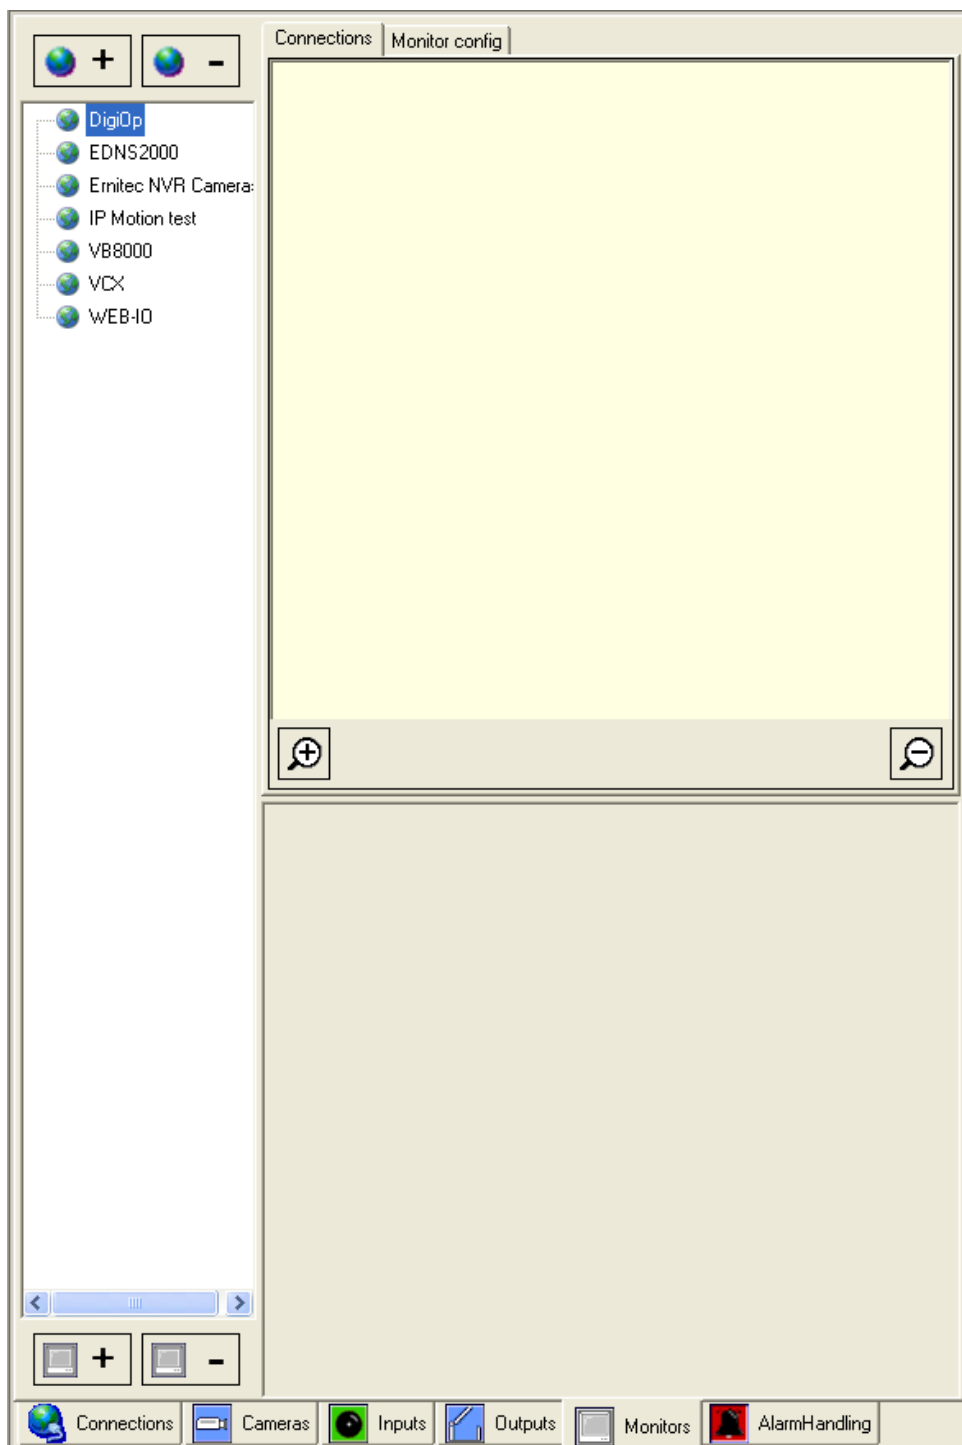 + -
Connections Monitor config
DigiOp
EDNS2000
Ernitec NVR Cameras
IP Motion test
VB8000
VCX
WEB-IO
+ -
Connections Cameras Inputs Outputs Monitors AlarmHandling